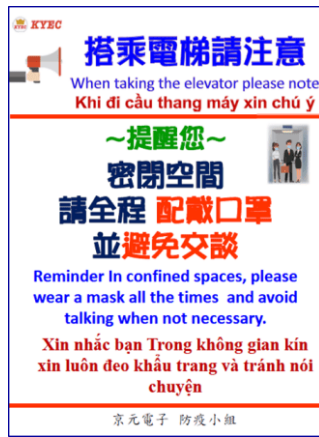 KYEC
搭乘電梯請注意
When taking the elevator please note
Khi đi cầu thang máy xin chú ý
～提醒您～
密閉空間
請全程 配戴口罩
並避免交談
Reminder In confined spaces, please
wear a mask all the times and avoid
talking when not necessary.
Xin nhắc bạn Trong không gian kín
xin luôn đeo khẩu trang và tránh nói
chuyện
京元電子 防疫小組